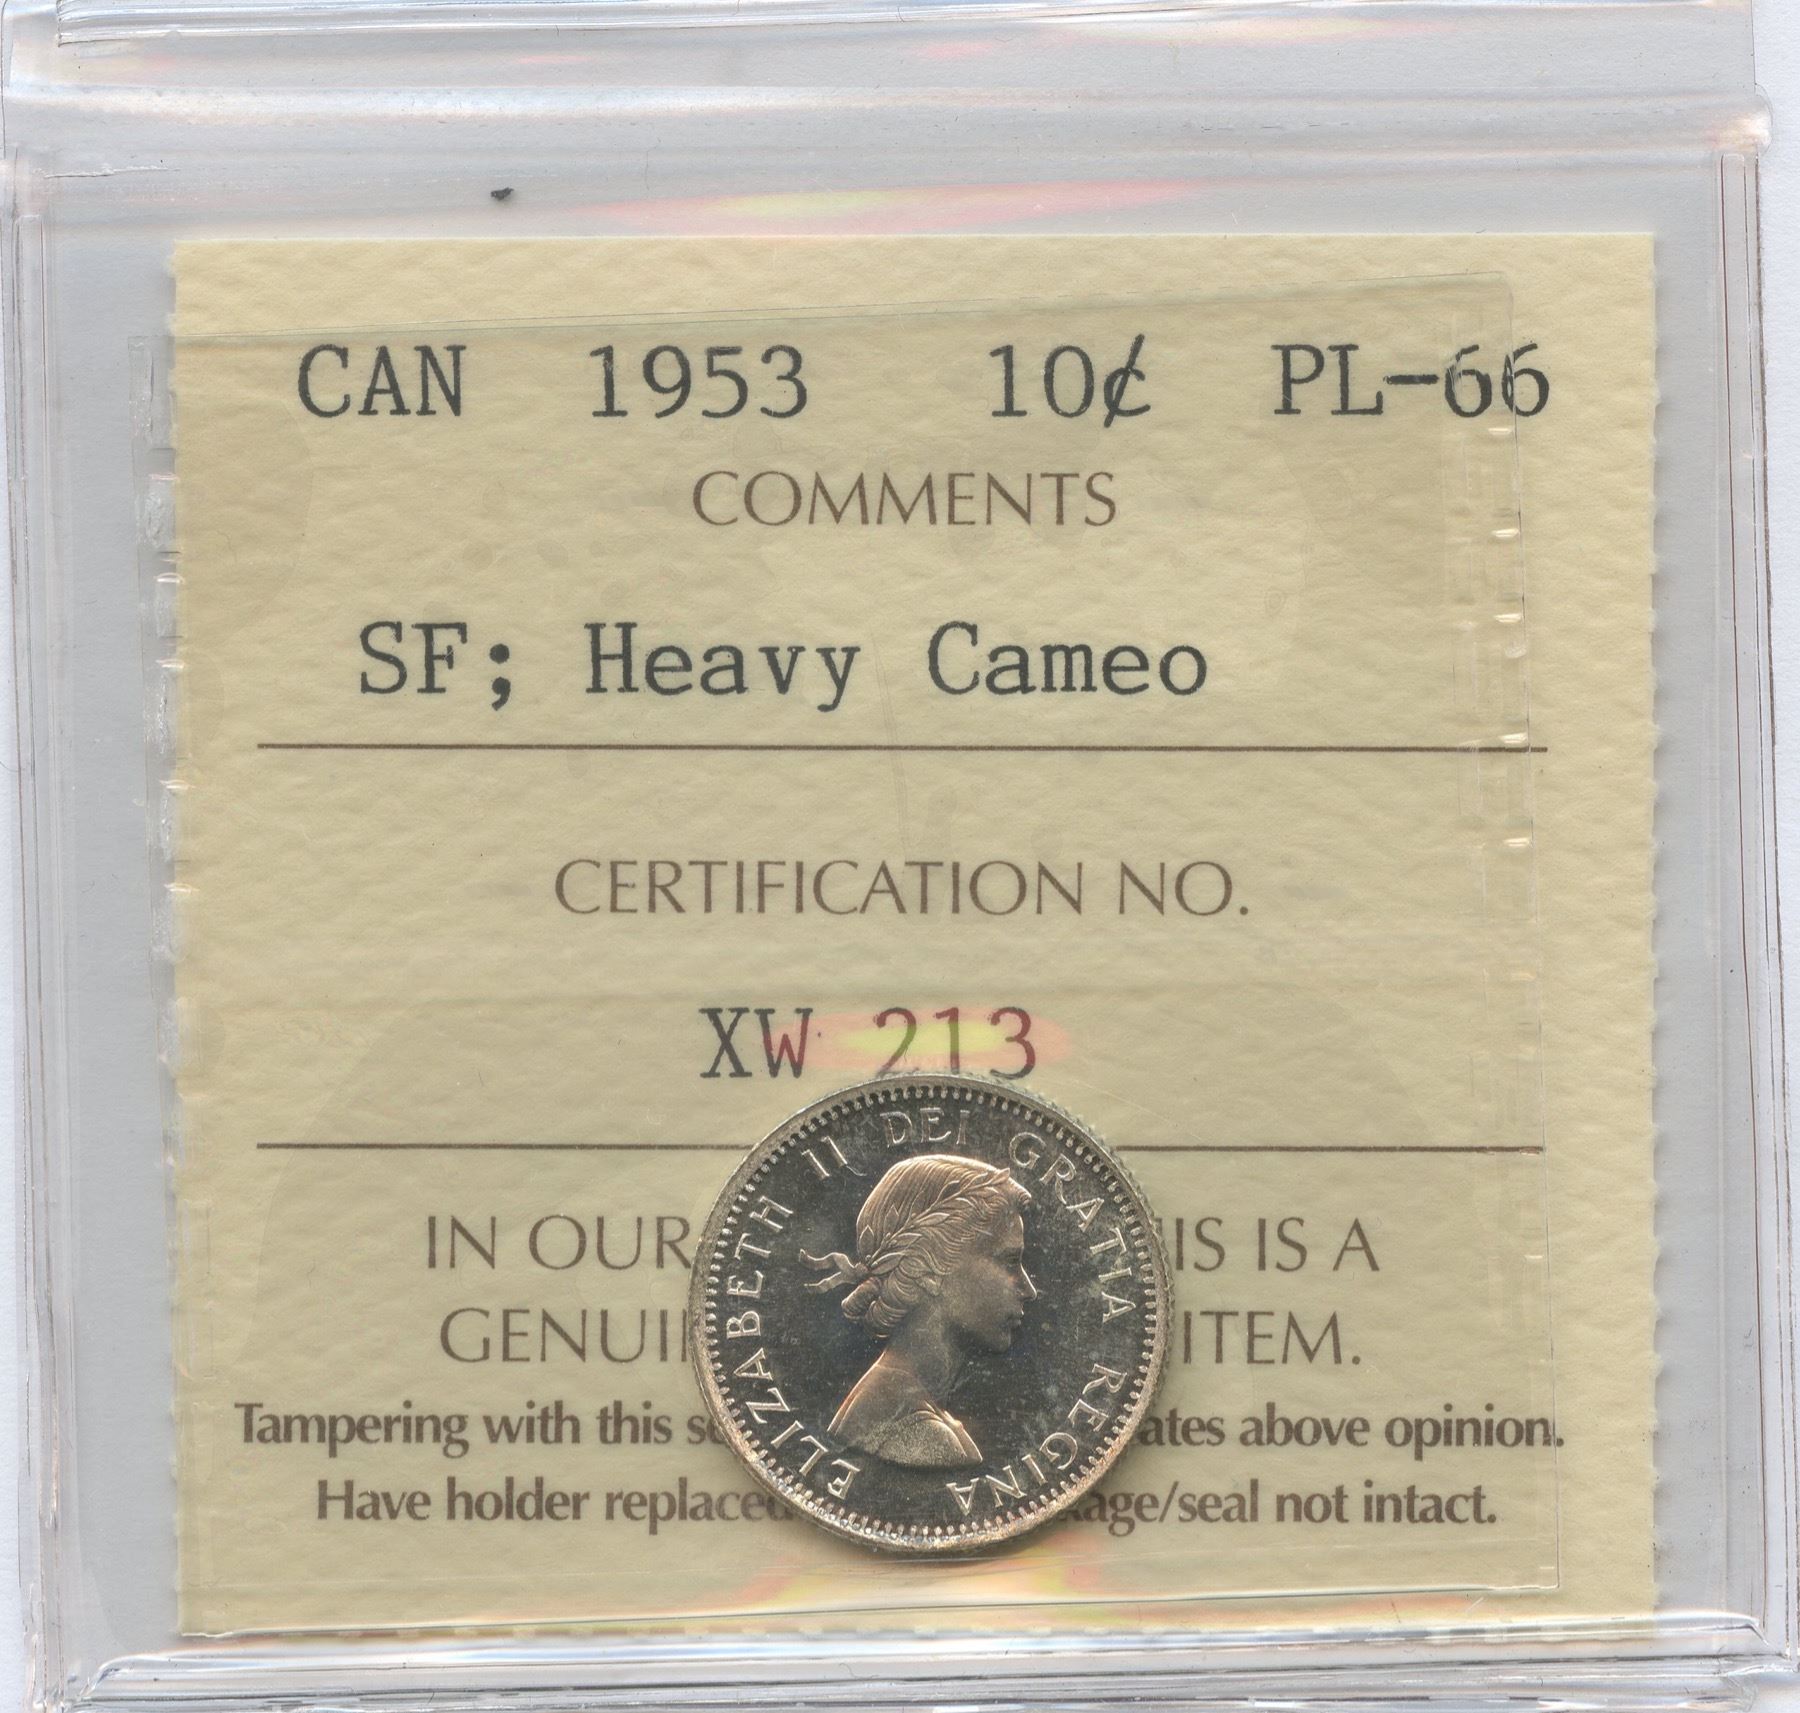 CAN 1953 10¢ PL-66
COMMENTS
SF; Heavy Cameo
CERTIFICATION NO.
XW 213
ELIZABETH II DEI GRATIA REGINA
IN OUR IS IS A
GENUI ITEM.
Tampering with this s ates above opinion.
Have holder replaced age/seal not intact.